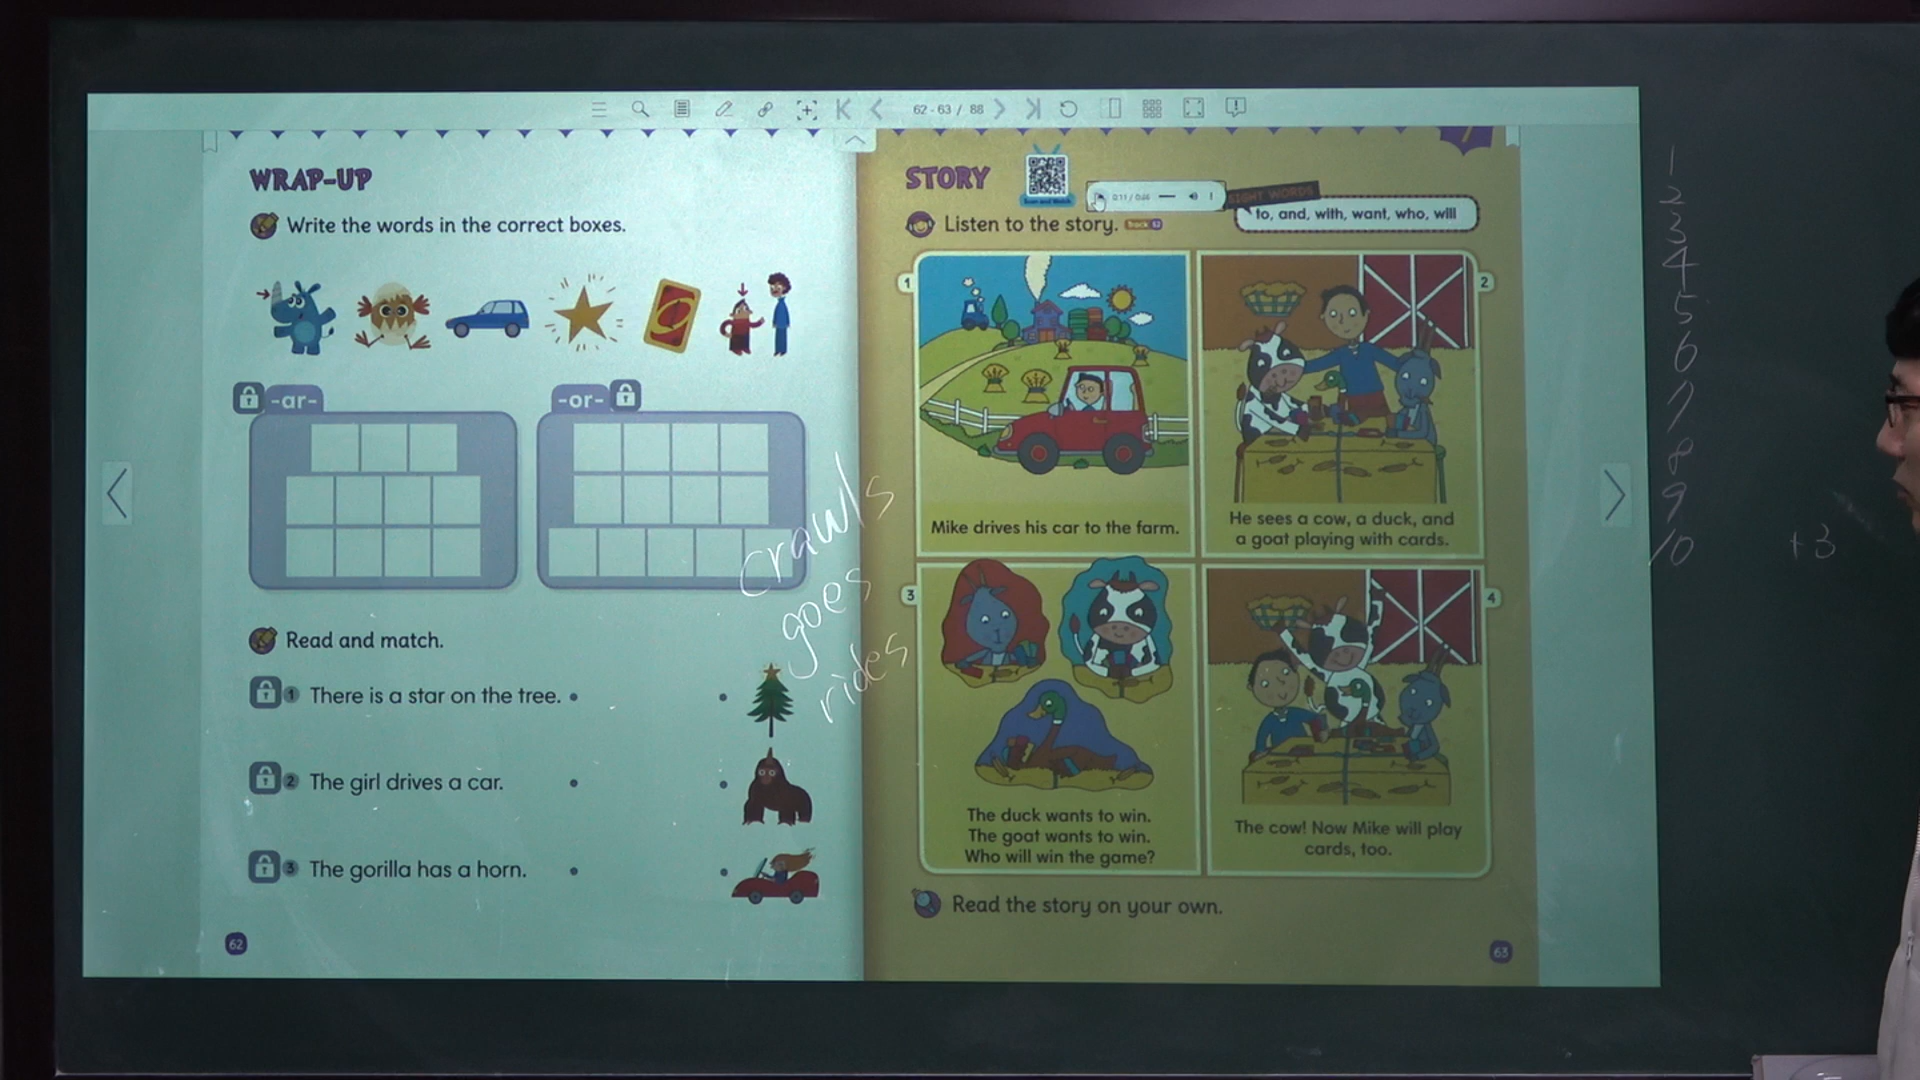 62 - 63 / 88
WRAP-UP
Write the words in the correct boxes.
-ar-
-or-
Read and match.
1 There is a star on the tree.
2 The girl drives a car.
3 The gorilla has a horn.
62
crawls
goes
rides
STORY
Scan and Watch
SIGHT WORDS
to, and, with, want, who, will
Listen to the story.
1
Mike drives his car to the farm.
2
He sees a cow, a duck, and
a goat playing with cards.
3
The duck wants to win.
The goat wants to win.
Who will win the game?
4
The cow! Now Mike will play
cards, too.
Read the story on your own.
63
1
2
3
4
5
6
7
8
9
10
+3